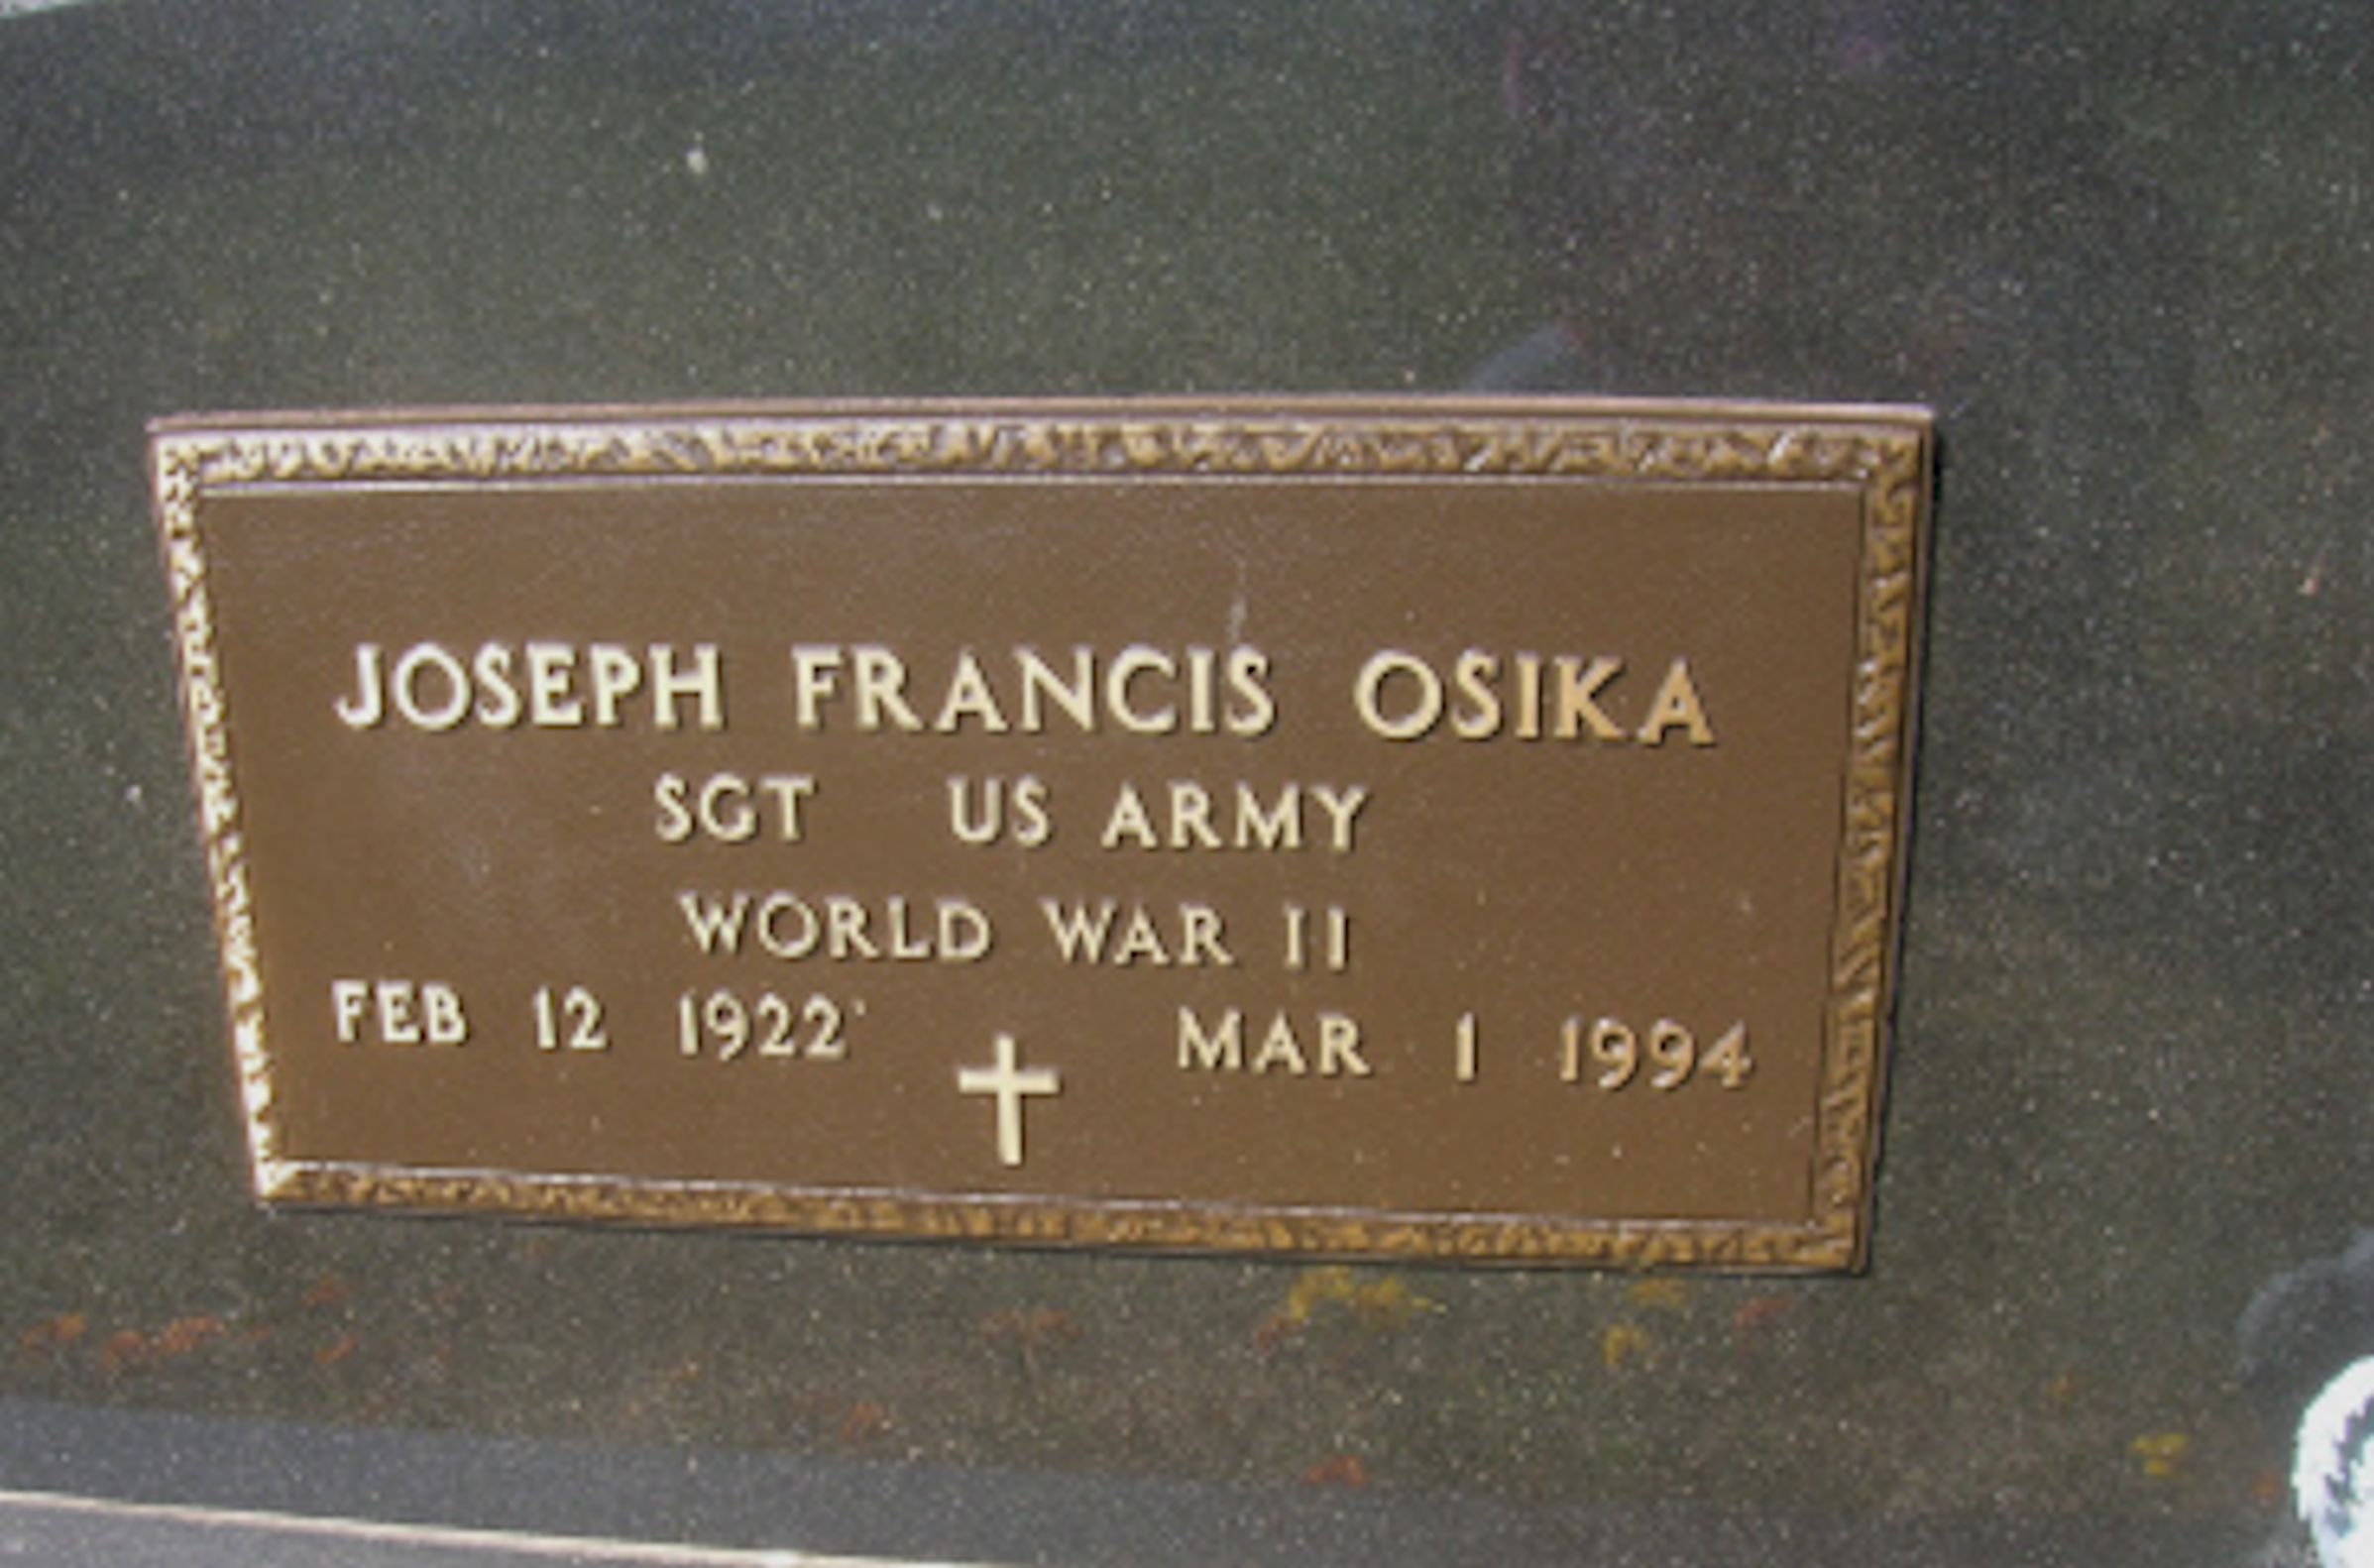 JOSEPH FRANCIS OSIKA
SGT US ARMY
WORLD WAR II
FEB 12 1922 MAR 1 1994